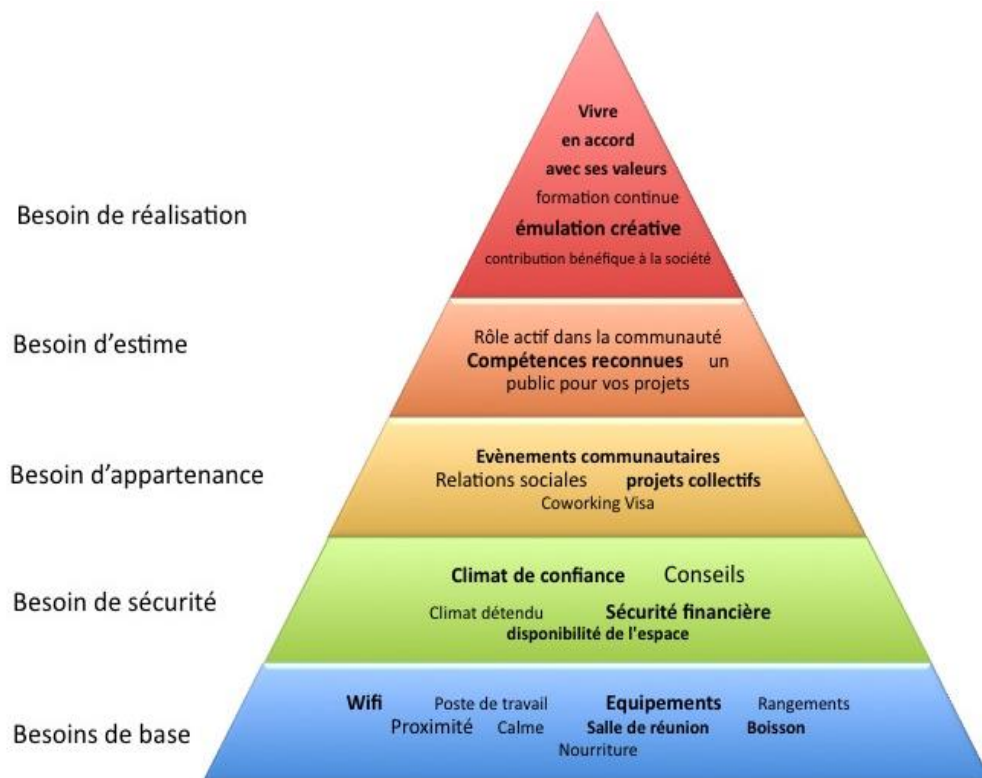 Vivre
en accord
avec ses valeurs
formation continue
Besoin de réalisation
émulation créative
contribution bénéfique à la société
Besoin d'estime
Rôle actif dans la communauté
Compétences reconnues un
public pour vos projets
Besoin d'appartenance
Evènements communautaires
Relations sociales projets collectifs
Coworking Visa
Besoin de sécurité
Climat de confiance Conseils
Climat détendu Sécurité financière
disponibilité de l'espace
Besoins de base
Wifi Poste de travail Equipements Rangements
Proximité Calme Salle de réunion Boisson
Nourriture